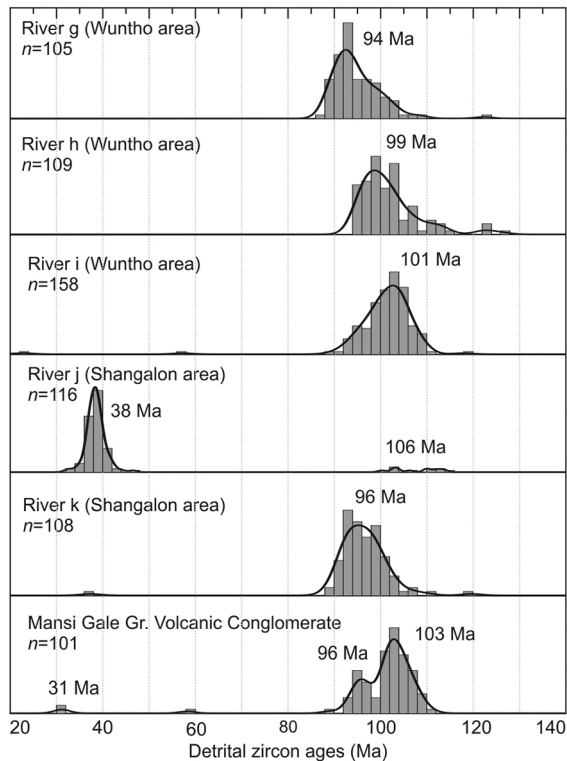 River g (Wuntho area)
n=105
94 Ma
River h (Wuntho area)
n=109
99 Ma
River i (Wuntho area)
n=158
101 Ma
River j (Shangalon area)
n=116
38 Ma
106 Ma
River k (Shangalon area)
n=108
96 Ma
Mansi Gale Gr. Volcanic Conglomerate
n=101
103 Ma
96 Ma
31 Ma
20 40 60 80 100 120 140
Detrital zircon ages (Ma)